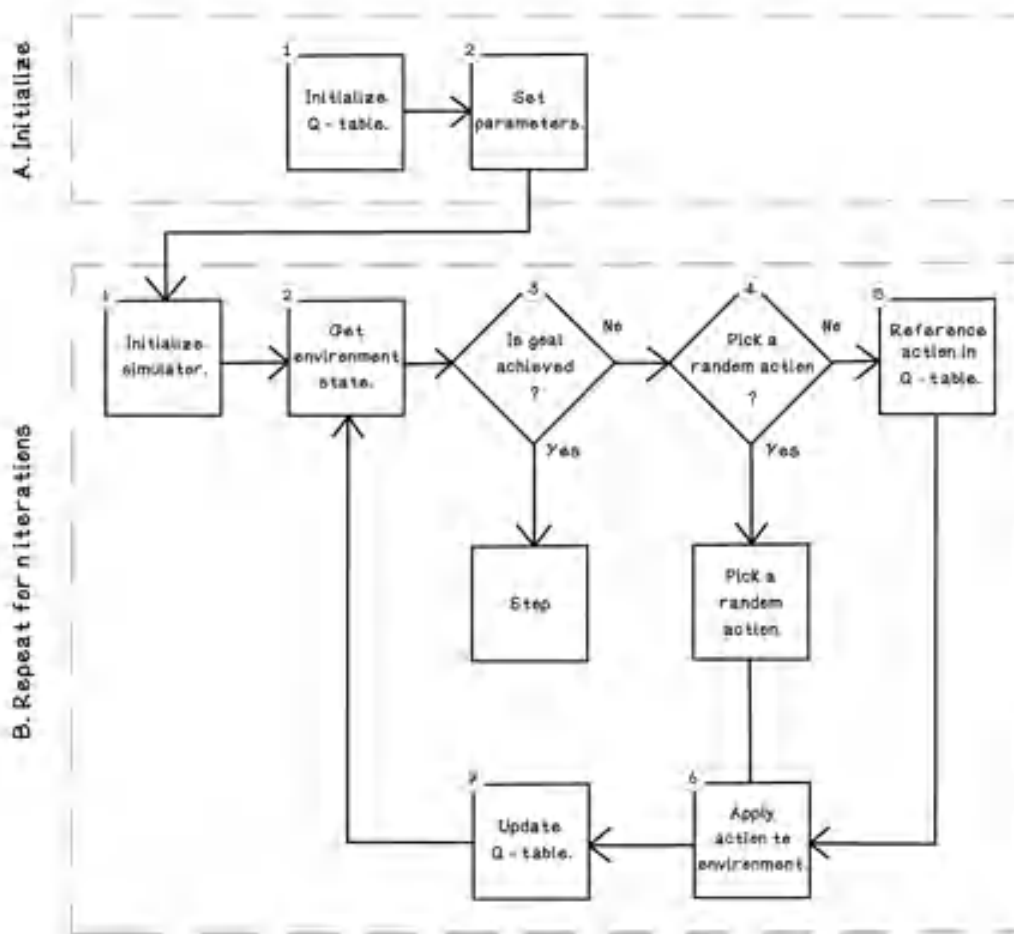 A. Initialize
1
Initialize
Q - table.
2
Set
parameters.
B. Repeat for n iterations
1
Initialize
simulator.
2
Get
environment
state.
3
Is goal
achieved
?
No
Yes
4
Pick a
random action
?
No
Yes
5
Reference
action in
Q - table.
Stop
Pick a
random
action
6
Apply
action to
environment.
7
Update
Q - table.